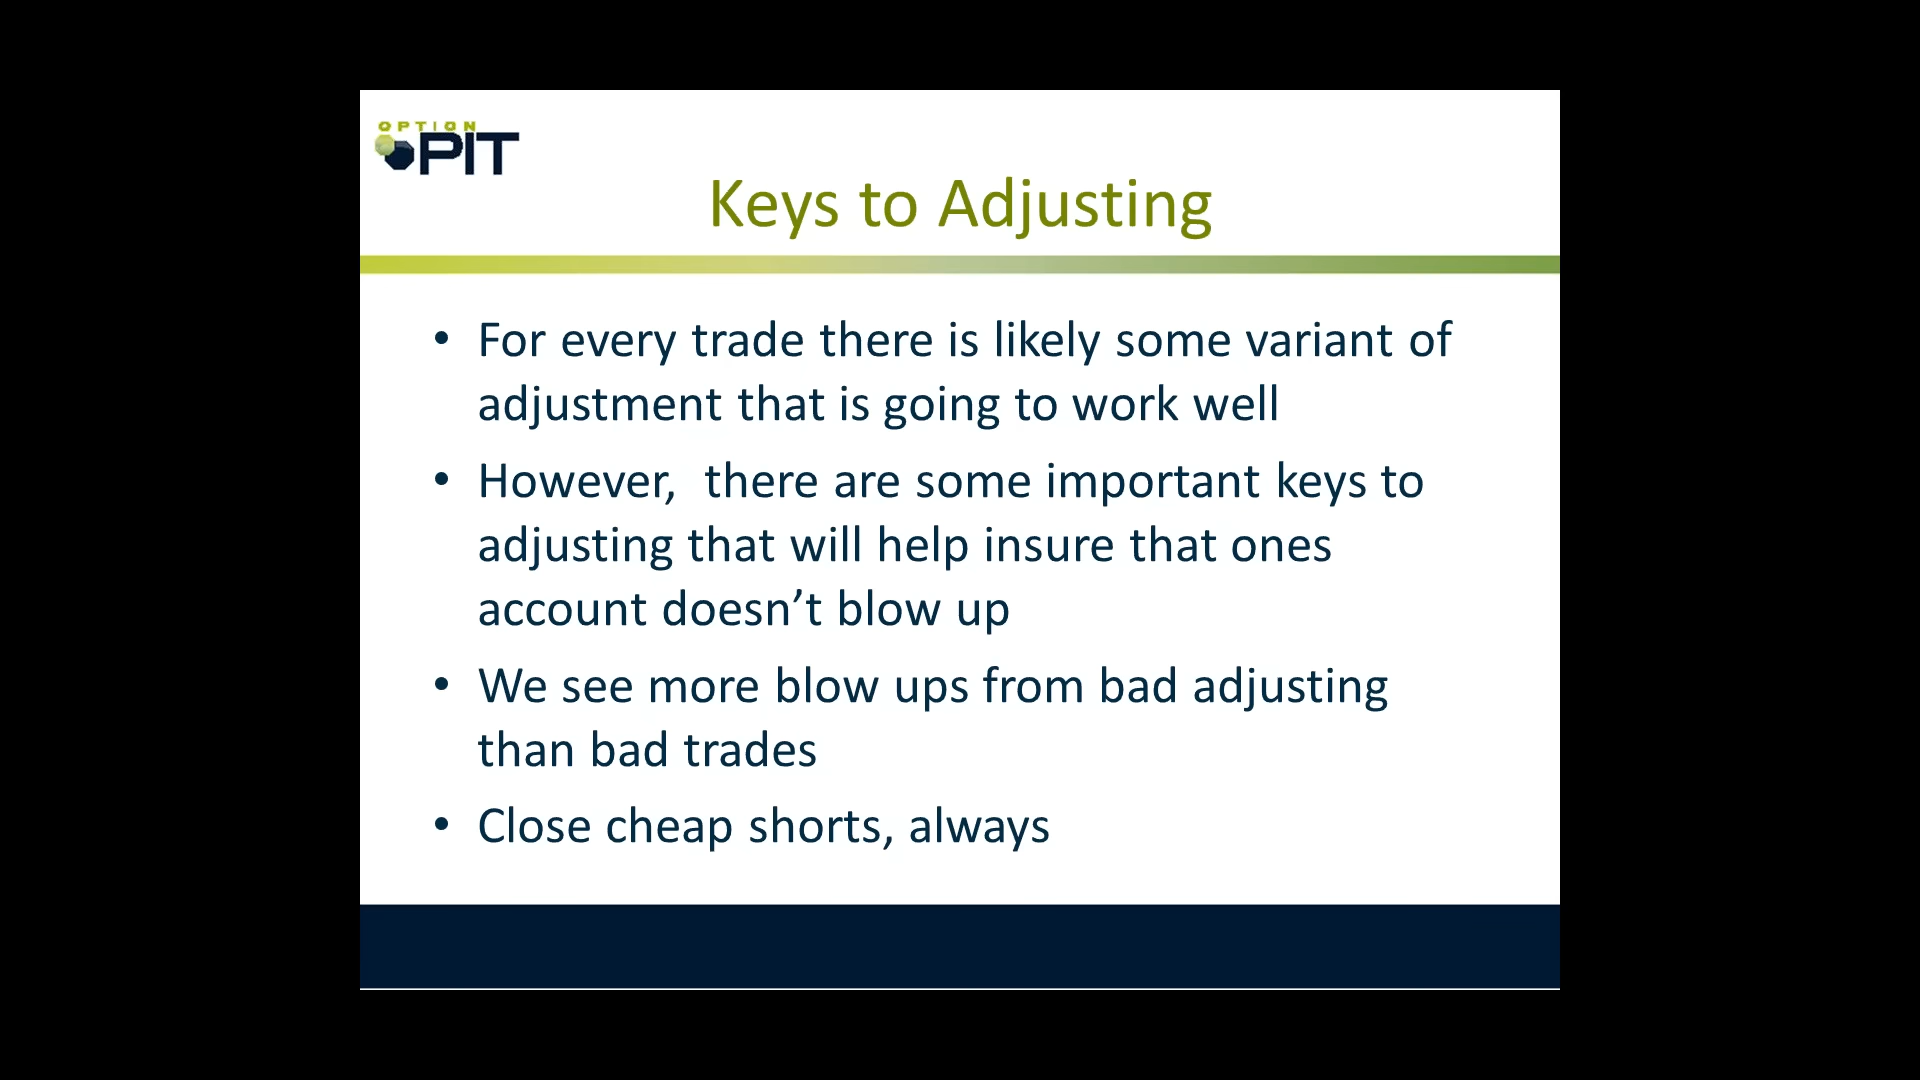 OPTION
PIT
Keys to Adjusting
• For every trade there is likely some variant of
adjustment that is going to work well
• However,  there are some important keys to
adjusting that will help insure that ones
account doesn’t blow up
• We see more blow ups from bad adjusting
than bad trades
• Close cheap shorts, always